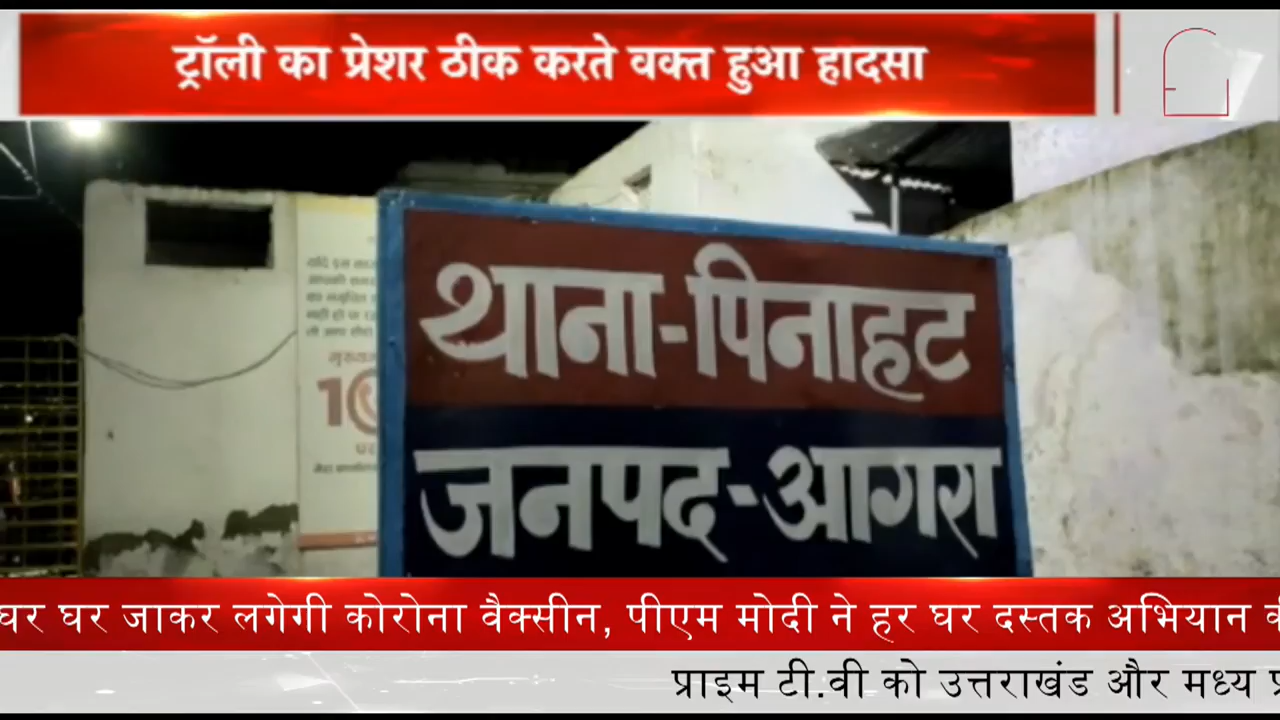 ट्रॉली का प्रेशर ठीक करते वक्त हुआ हादसा
थाना-पिनाहट
जनपद-आगरा
घर घर जाकर लगेगी कोरोना वैक्सीन, पीएम मोदी ने हर घर दस्तक अभियान
प्राइम टी.वी को उत्तराखंड और मध्य